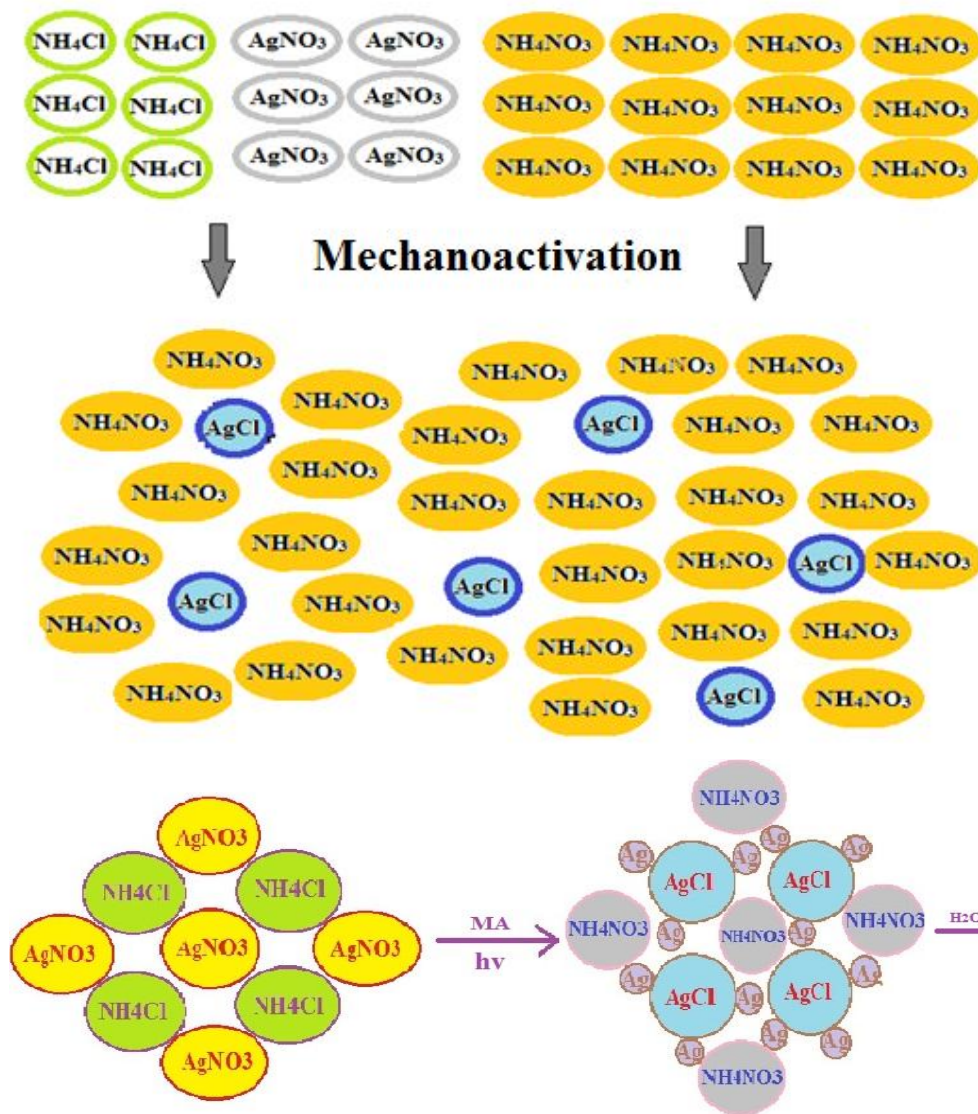 NH₄Cl NH₄Cl AgNO₃ AgNO₃ NH₄NO₃ NH₄NO₃ NH₄NO₃ NH₄NO₃
NH₄Cl NH₄Cl AgNO₃ AgNO₃ NH₄NO₃ NH₄NO₃ NH₄NO₃ NH₄NO₃
NH₄Cl NH₄Cl AgNO₃ AgNO₃ NH₄NO₃ NH₄NO₃ NH₄NO₃ NH₄NO₃
Mechanoactivation
NH₄NO₃ NH₄NO₃ NH₄NO₃ NH₄NO₃
NH₄NO₃ NH₄NO₃ AgCl NH₄NO₃ AgCl NH₄NO₃ NH₄NO₃
NH₄NO₃ NH₄NO₃ NH₄NO₃ NH₄NO₃ NH₄NO₃ NH₄NO₃
NH₄NO₃ NH₄NO₃ NH₄NO₃ NH₄NO₃ AgCl NH₄NO₃
NH₄NO₃ AgCl NH₄NO₃ AgCl
NH₄NO₃ NH₄NO₃ NH₄NO₃ NH₄NO₃
NH₄NO₃ NH₄NO₃ NH₄NO₃ AgCl NH₄NO₃
AgNO3
NH4Cl NH4Cl
AgNO3 AgNO3 AgNO3
NH4Cl NH4Cl
AgNO3
MA
hv
NH4NO3
Ag Ag Ag Ag
AgCl AgCl
NH4NO3 Ag NH4NO3 Ag NH4NO3
Ag Ag
AgCl Ag AgCl
Ag Ag Ag
NH4NO3